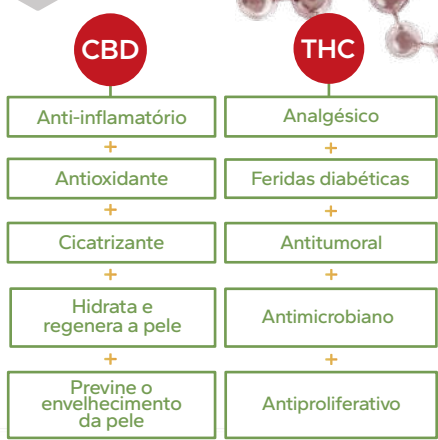 CBD
Anti-inflamatório
+
Antioxidante
+
Cicatrizante
+
Hidrata e
regenera a pele
+
Previne o
envelhecimento
da pele
THC
Analgésico
+
Feridas diabéticas
+
Antitumoral
+
Antimicrobiano
+
Antiproliferativo